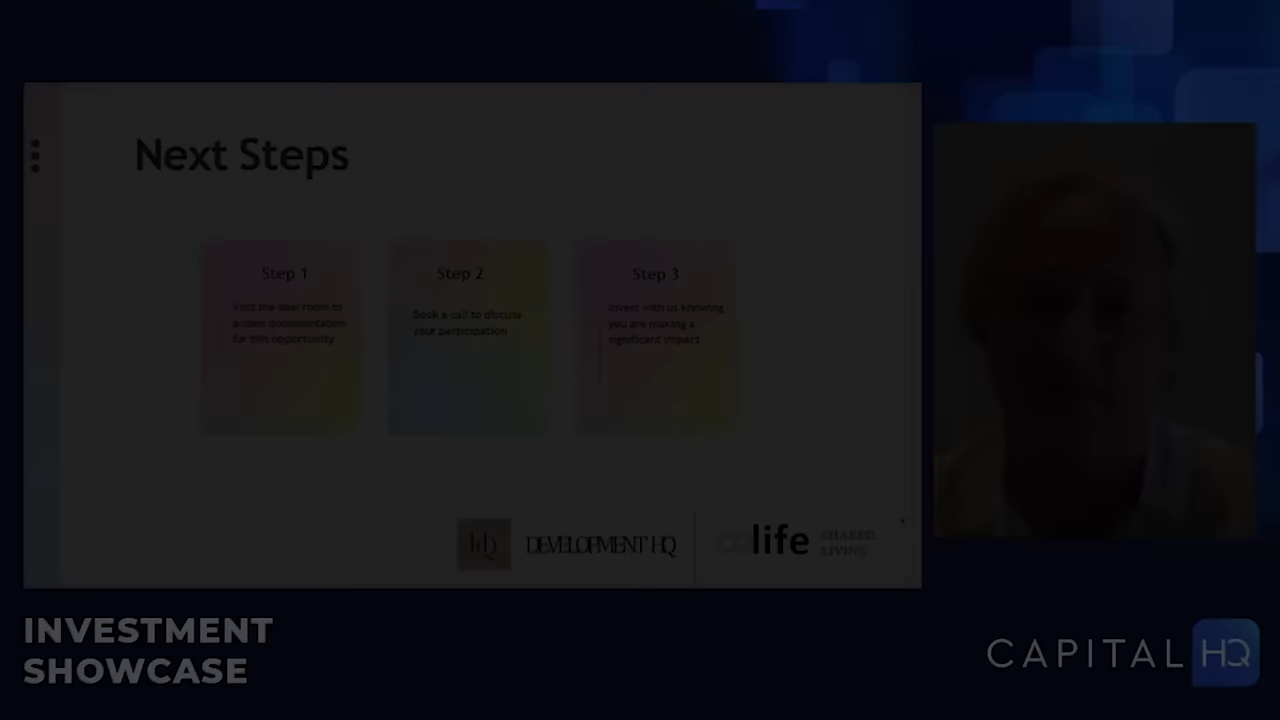 Next Steps
Step 1
Visit the deal room to
access documentation
for this opportunity
Step 2
Book a call to discuss
your participation
Step 3
Invest with us knowing
you are making a
significant impact
hQ
DEVELOPMENT HQ
life
SHARED
LIVING
INVESTMENT
SHOWCASE
CAPITAL HQ